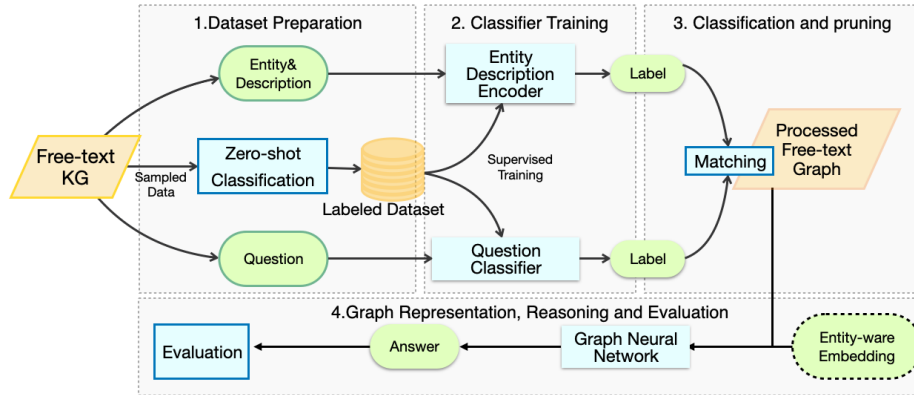 1.Dataset Preparation
2. Classifier Training
3. Classification and pruning
Entity&
Description
Entity
Description
Encoder
Label
Free-text
KG
Sampled
Data
Zero-shot
Classification
Labeled Dataset
Supervised
Training
Matching
Processed
Free-text
Graph
Question
Question
Classifier
Label
4.Graph Representation, Reasoning and Evaluation
Evaluation
Answer
Graph Neural
Network
Entity-ware
Embedding